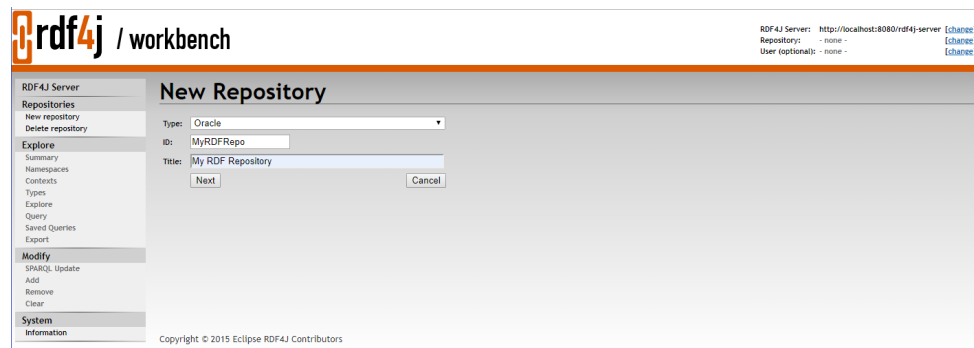 rdf4j / workbench
RDF4J Server: http://localhost:8080/rdf4j-server [change
Repository: - none - [change
User (optional): - none - [change
RDF4J Server
Repositories
New repository
Delete repository
Explore
Summary
Namespaces
Contexts
Types
Explore
Query
Saved Queries
Export
Modify
SPARQL Update
Add
Remove
Clear
System
Information
New Repository
Type: Oracle
ID: MyRDFRepo
Title: My RDF Repository
Next Cancel
Copyright © 2015 Eclipse RDF4J Contributors